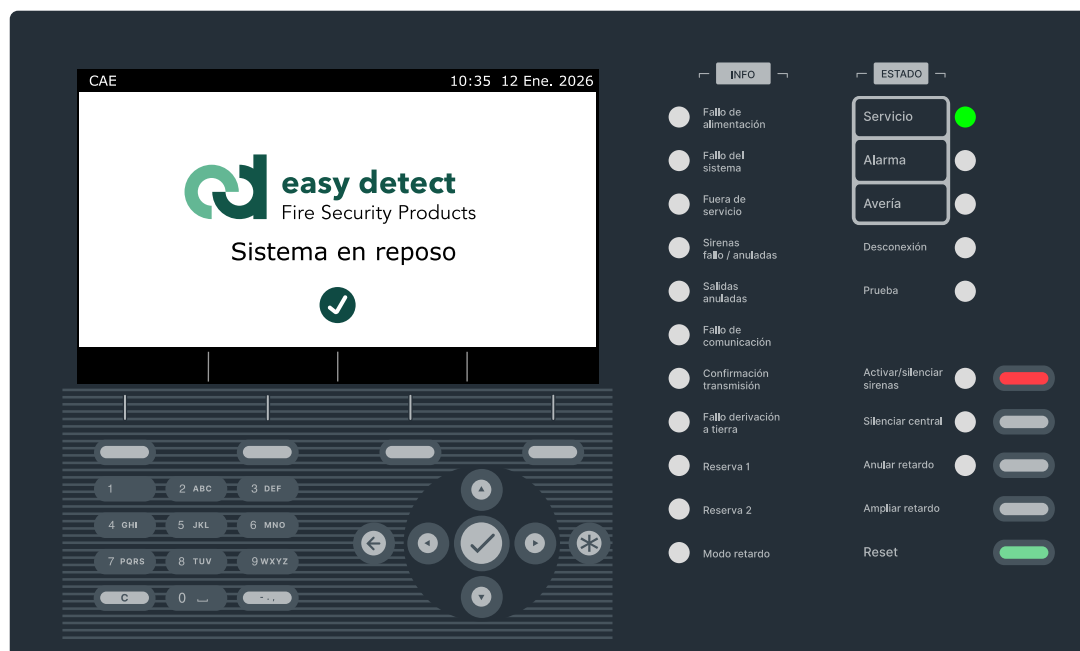 CAE
10:35 12 Ene. 2026
easy detect
Fire Security Products
Sistema en reposo
1
2 ABC
3 DEF
4 GHI
5 JKL
6 MNO
7 PQRS
8 TUV
9 WXYZ
C
0
- . ,
INFO
Fallo de
alimentación
Fallo del
sistema
Fuera de
servicio
Sirenas
fallo / anuladas
Salidas
anuladas
Fallo de
comunicación
Confirmación
transmisión
Fallo derivación
a tierra
Reserva 1
Reserva 2
Modo retardo
ESTADO
Servicio
Alarma
Avería
Desconexión
Prueba
Activar/silenciar
sirenas
Silenciar central
Anular retardo
Ampliar retardo
Reset